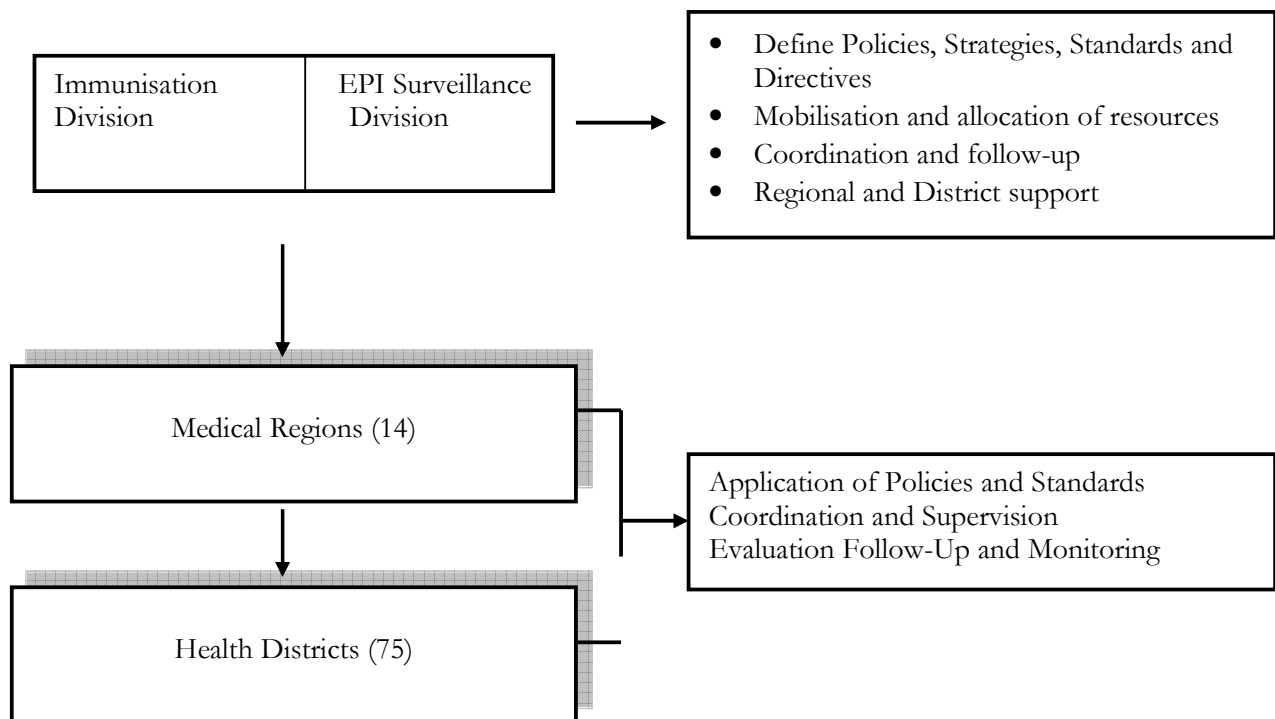 Immunisation
Division
EPI Surveillance
Division
• Define Policies, Strategies, Standards and
Directives
• Mobilisation and allocation of resources
• Coordination and follow-up
• Regional and District support
Medical Regions (14)
Application of Policies and Standards
Coordination and Supervision
Evaluation Follow-Up and Monitoring
Health Districts (75)